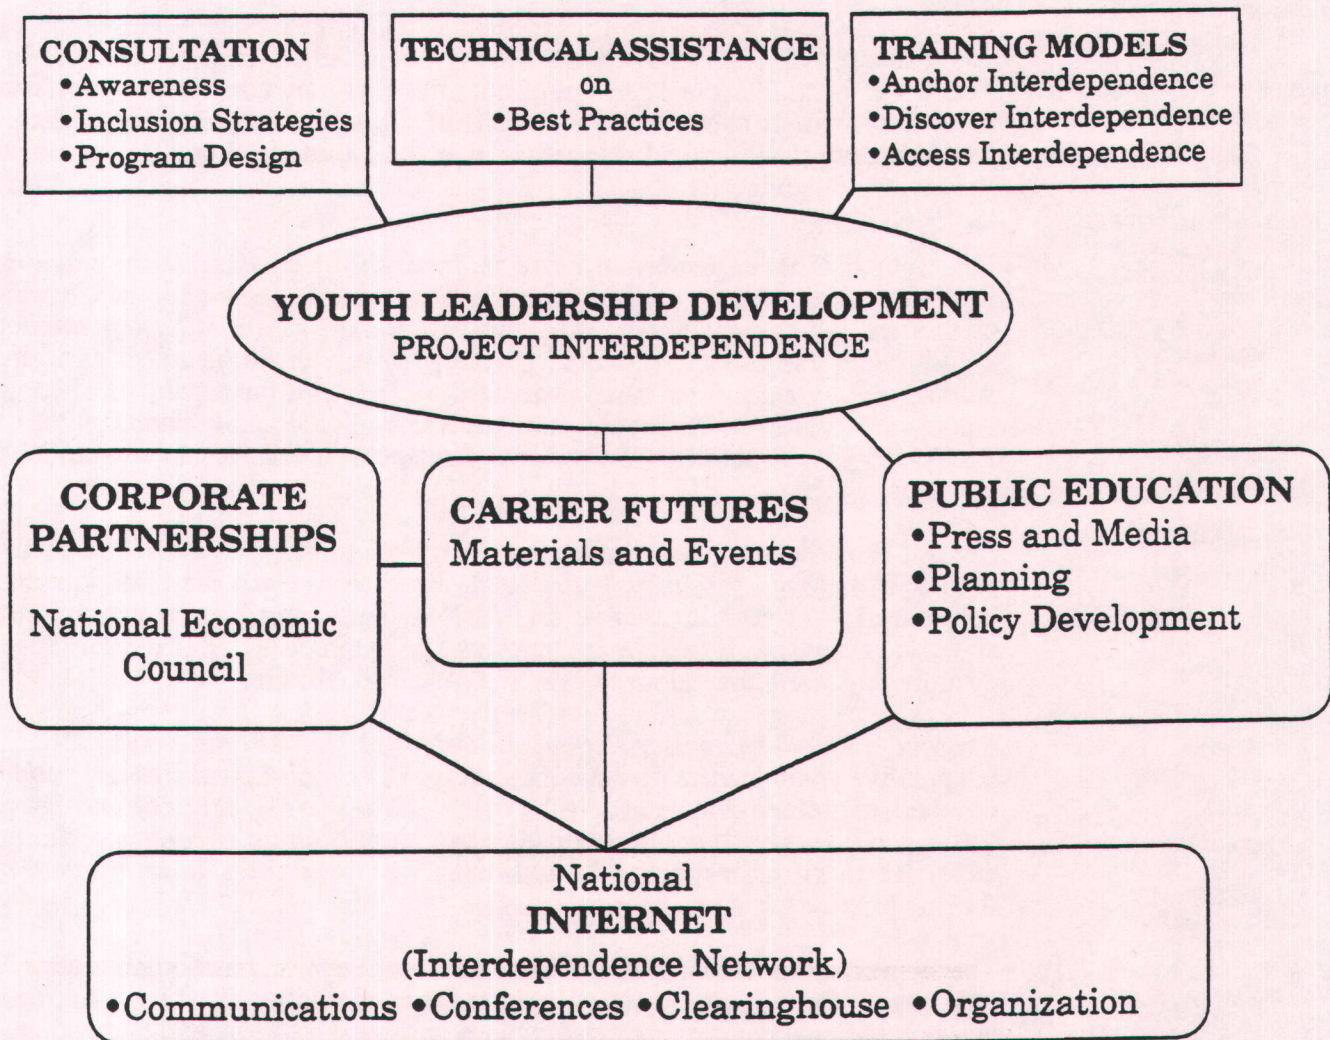 CONSULTATION
•Awareness
•Inclusion Strategies
•Program Design
TECHNICAL ASSISTANCE
on
•Best Practices
TRAINING MODELS
•Anchor Interdependence
•Discover Interdependence
•Access Interdependence
YOUTH LEADERSHIP DEVELOPMENT
PROJECT INTERDEPENDENCE
CORPORATE
PARTNERSHIPS
National Economic
Council
CAREER FUTURES
Materials and Events
PUBLIC EDUCATION
•Press and Media
•Planning
•Policy Development
National
INTERNET
(Interdependence Network)
•Communications •Conferences •Clearinghouse •Organization